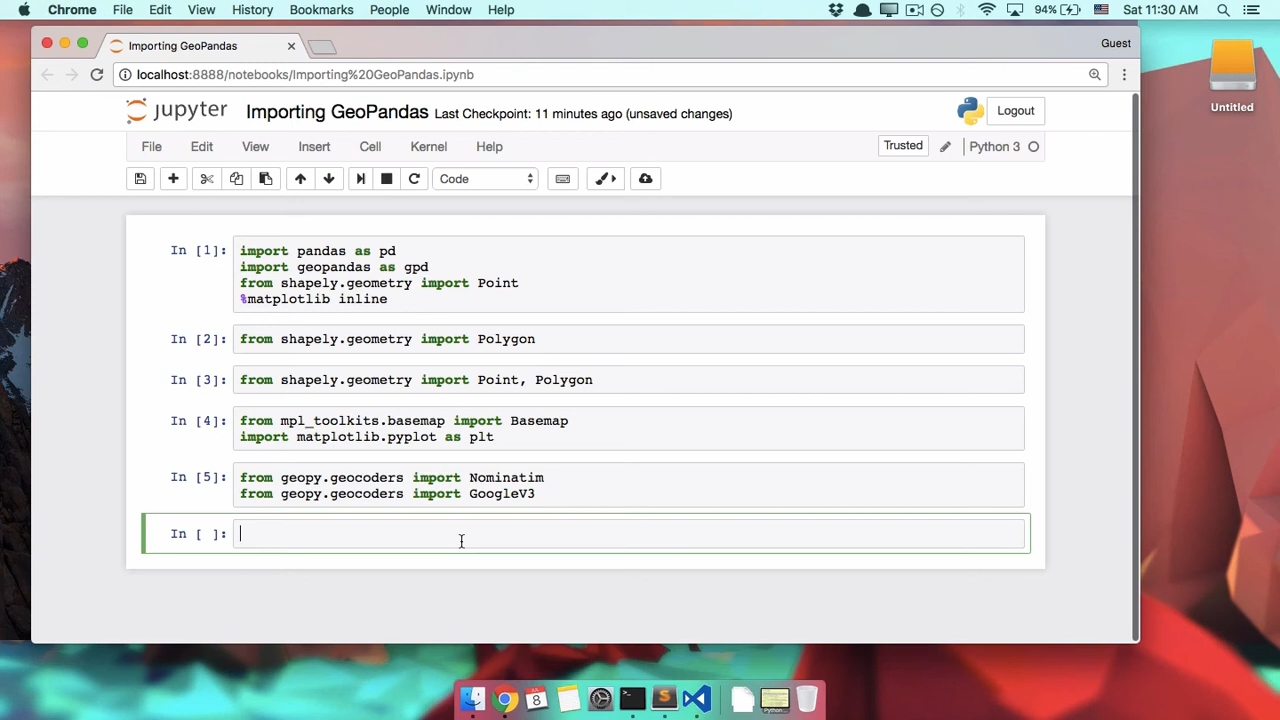 Chrome File Edit View History Bookmarks People Window Help 94% Sat 11:30 AM
Importing GeoPandas Guest
localhost:8888/notebooks/Importing%20GeoPandas.ipynb
Untitled
jupyter Importing GeoPandas Last Checkpoint: 11 minutes ago (unsaved changes) Logout
File Edit View Insert Cell Kernel Help Trusted Python 3
Code
In [1]: import pandas as pd
import geopandas as gpd
from shapely.geometry import Point
%matplotlib inline
In [2]: from shapely.geometry import Polygon
In [3]: from shapely.geometry import Point, Polygon
In [4]: from mpl_toolkits.basemap import Basemap
import matplotlib.pyplot as plt
In [5]: from geopy.geocoders import Nominatim
from geopy.geocoders import GoogleV3
In [ ]:
8
Python